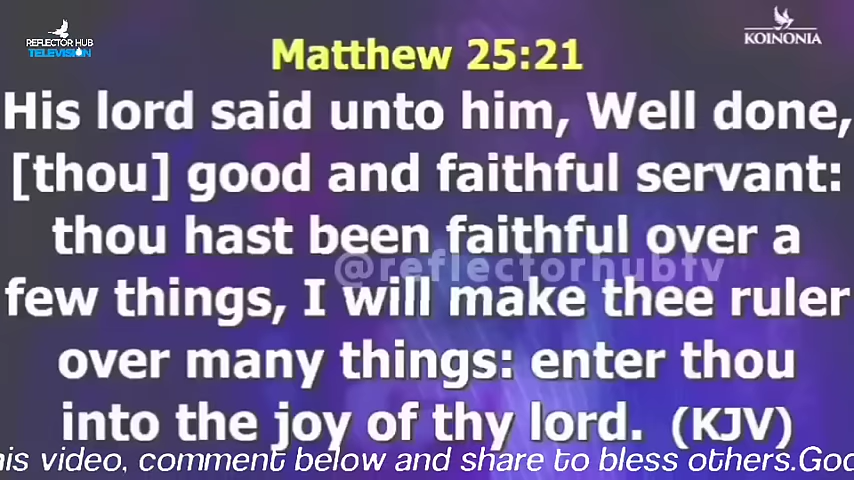 REFLECTOR HUB
TELEVISION
KOINONIA
Matthew 25:21
His lord said unto him, Well done,
[thou] good and faithful servant:
thou hast been faithful over a
@reflectorhubtv
few things, I will make thee ruler
over many things: enter thou
into the joy of thy lord. (KJV)
video, comment below and share to bless others.God